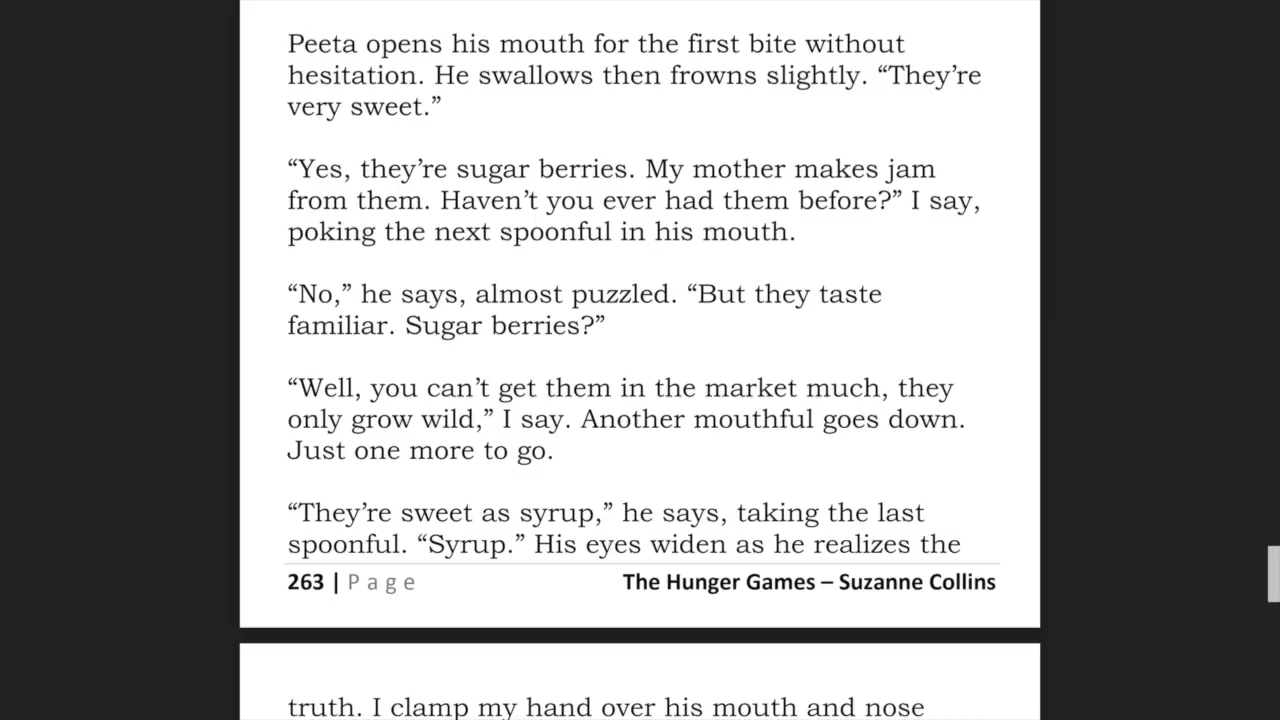 Peeta opens his mouth for the first bite without
hesitation. He swallows then frowns slightly. “They’re
very sweet.”
“Yes, they’re sugar berries. My mother makes jam
from them. Haven’t you ever had them before?” I say,
poking the next spoonful in his mouth.
“No,” he says, almost puzzled. “But they taste
familiar. Sugar berries?”
“Well, you can’t get them in the market much, they
only grow wild,” I say. Another mouthful goes down.
Just one more to go.
“They’re sweet as syrup,” he says, taking the last
spoonful. “Syrup.” His eyes widen as he realizes the
263 | P a g e The Hunger Games – Suzanne Collins
truth. I clamp my hand over his mouth and nose